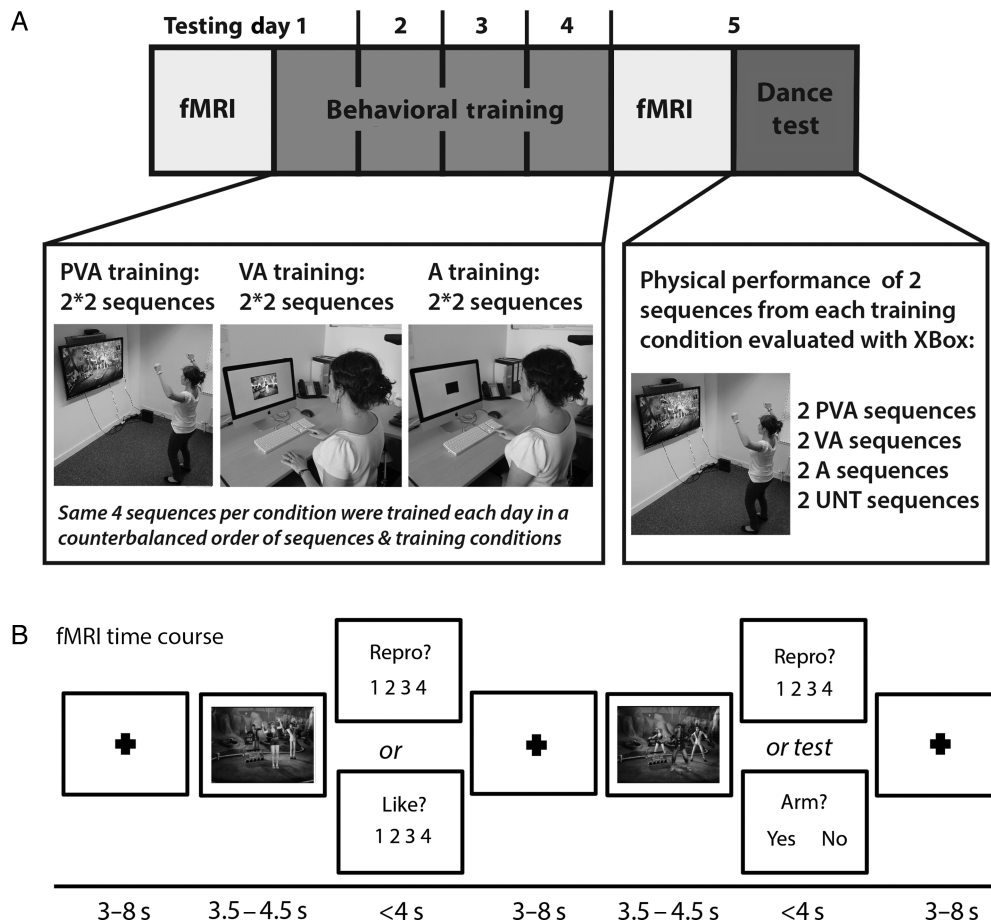 A
Testing day 1 2 3 4 5
fMRI
Behavioral training
fMRI
Dance
test
PVA training:
2*2 sequences
VA training:
2*2 sequences
A training:
2*2 sequences
Same 4 sequences per condition were trained each day in a
counterbalanced order of sequences & training conditions
Physical performance of 2
sequences from each training
condition evaluated with XBox:
2 PVA sequences
2 VA sequences
2 A sequences
2 UNT sequences
B
fMRI time course
Repro?
1 2 3 4
or
Like?
1 2 3 4
Repro?
1 2 3 4
or test
Arm?
Yes No
3–8 s 3.5–4.5 s <4 s 3–8 s 3.5–4.5 s <4 s 3–8 s